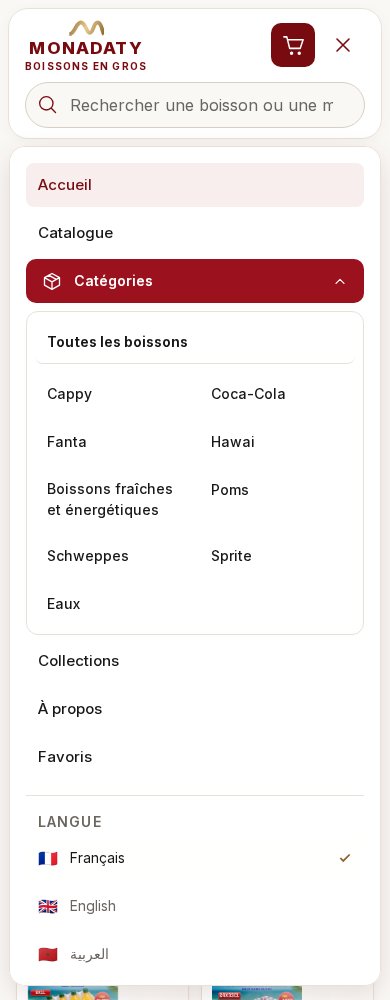 MONADATY
BOISSONS EN GROS
Rechercher une boisson ou une m
Accueil
Catalogue
Catégories
Toutes les boissons
Cappy
Coca-Cola
Fanta
Hawai
Boissons fraîches
et énergétiques
Poms
Schweppes
Sprite
Eaux
Collections
À propos
Favoris
LANGUE
Français
English
العربية